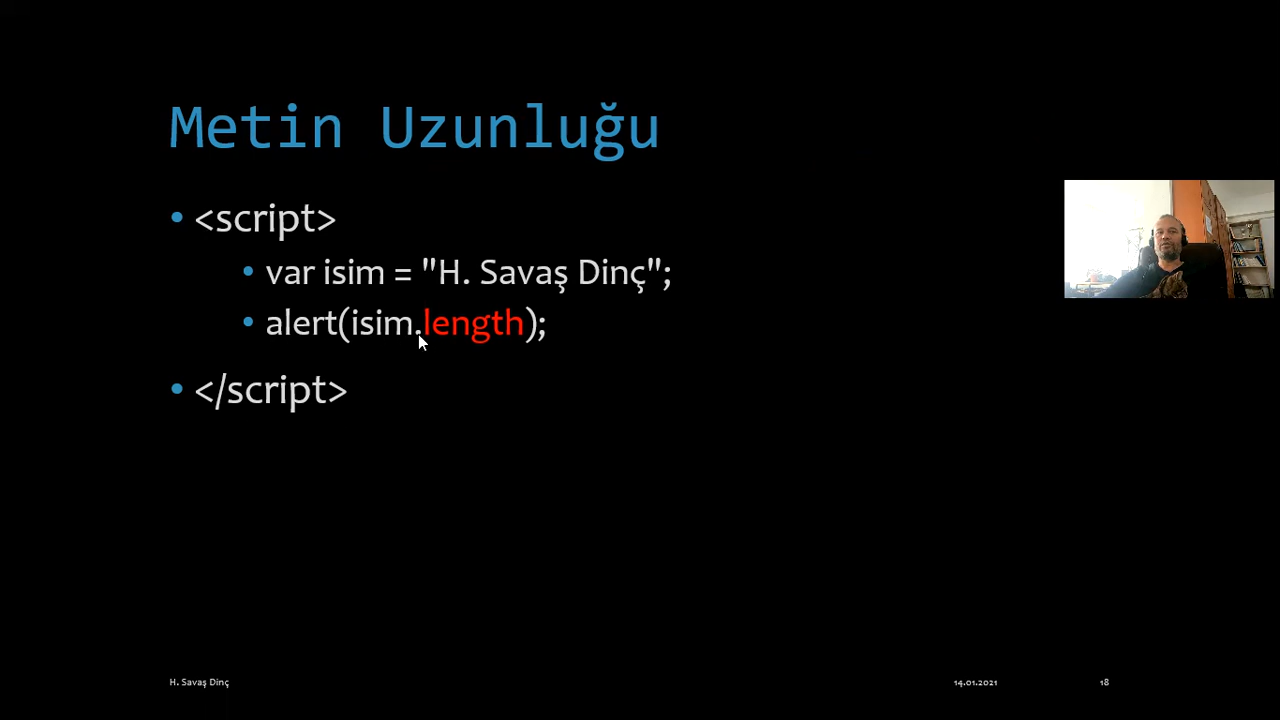 Metin Uzunluğu
• <script>
• var isim = "H. Savaş Dinç";
• alert(isim.length);
• </script>
H. Savaş Dinç
14.01.2021
18